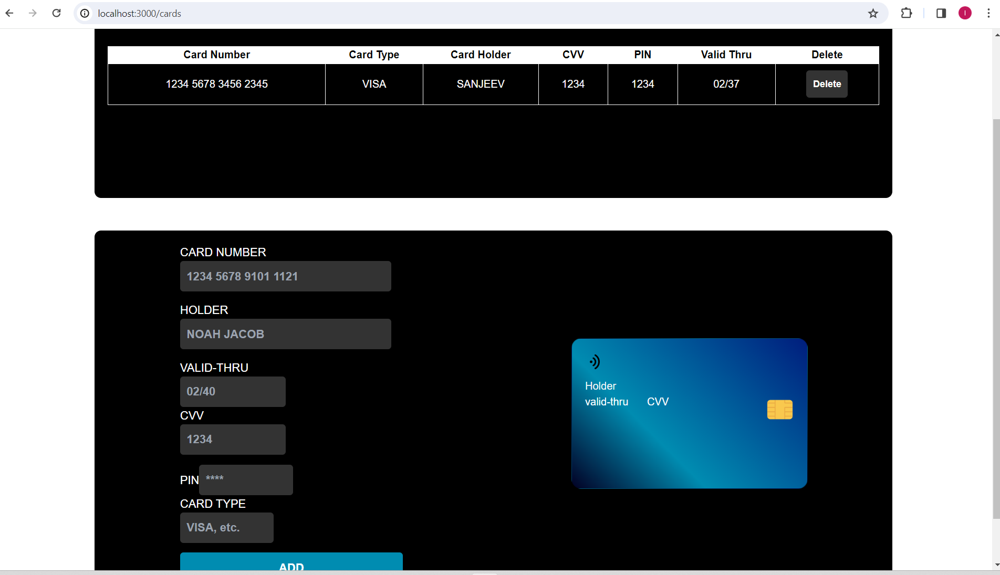 localhost:3000/cards
I
Card Number Card Type Card Holder CVV PIN Valid Thru Delete
1234 5678 3456 2345 VISA SANJEEV 1234 1234 02/37 Delete
CARD NUMBER
1234 5678 9101 1121
HOLDER
NOAH JACOB
VALID-THRU
02/40
CVV
1234
PIN ****
CARD TYPE
VISA, etc.
ADD
Holder
valid-thru CVV